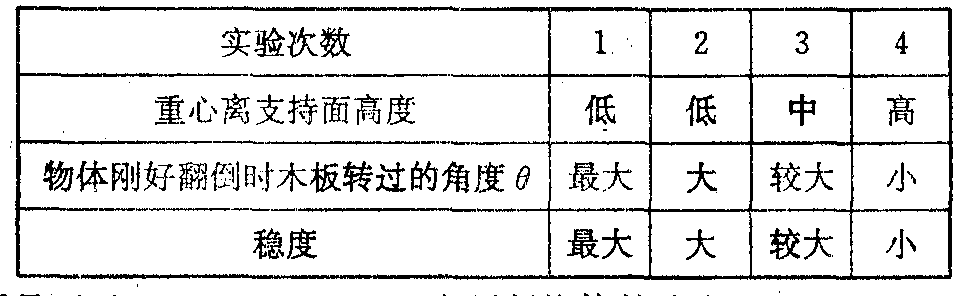 实验次数 1 2 3 4
重心离支持面高度 低 低 中 高
物体刚好翻倒时木板转过的角度θ 最大 大 较大 小
稳度 最大 大 较大 小